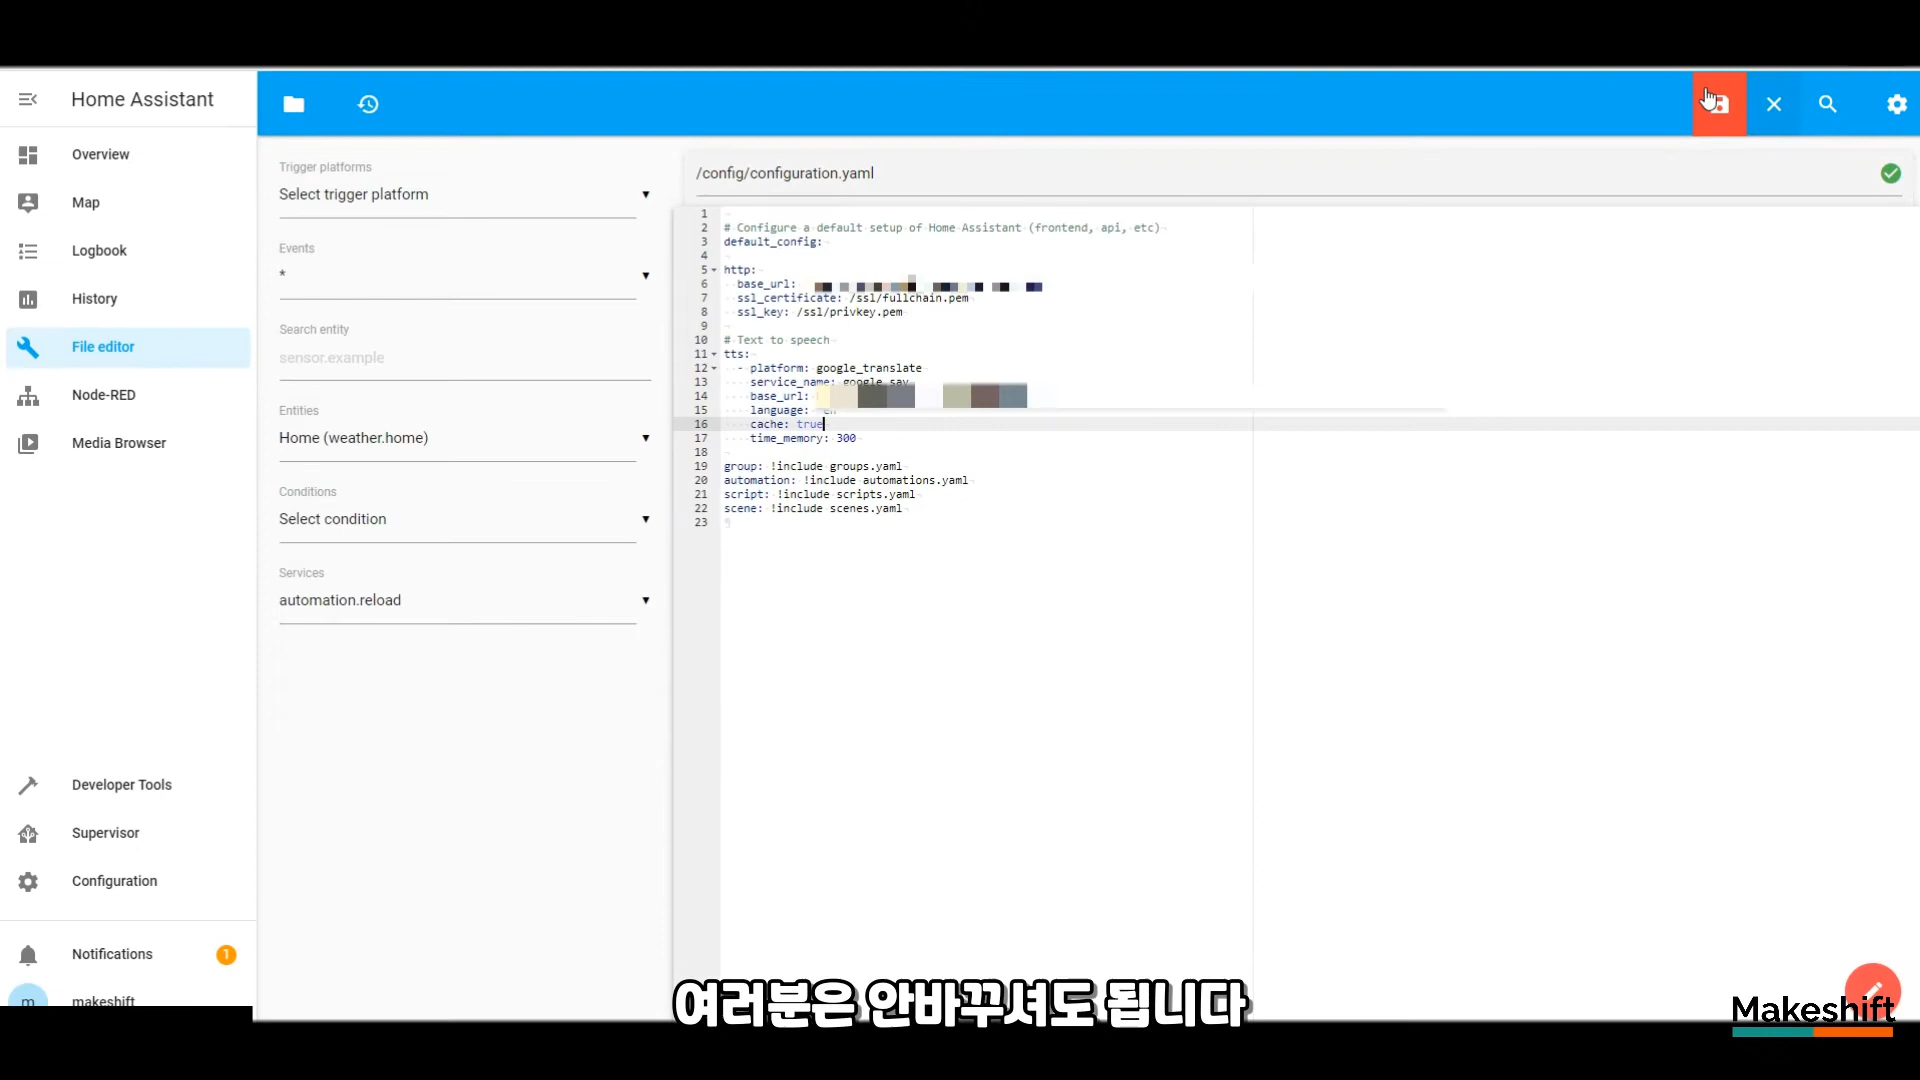 Home Assistant
Overview
Map
Logbook
History
File editor
Node-RED
Media Browser
Developer Tools
Supervisor
Configuration
Notifications
1
m
makeshift
Trigger platforms
Select trigger platform
Events
*
Search entity
sensor.example
Entities
Home (weather.home)
Conditions
Select condition
Services
automation.reload
/config/configuration.yaml
1
2 # Configure a default setup of Home Assistant (frontend, api, etc)
3 default_config:
4
5 http:
6 base_url:
7 ssl_certificate: /ssl/fullchain.pem
8 ssl_key: /ssl/privkey.pem
9
10 # Text to speech
11 tts:
12 - platform: google_translate
13 service_name: google_say
14 base_url:
15 language: en
16 cache: true
17 time_memory: 300
18
19 group: !include groups.yaml
20 automation: !include automations.yaml
21 script: !include scripts.yaml
22 scene: !include scenes.yaml
23
여러분은 안바꾸셔도 됩니다
Makeshift